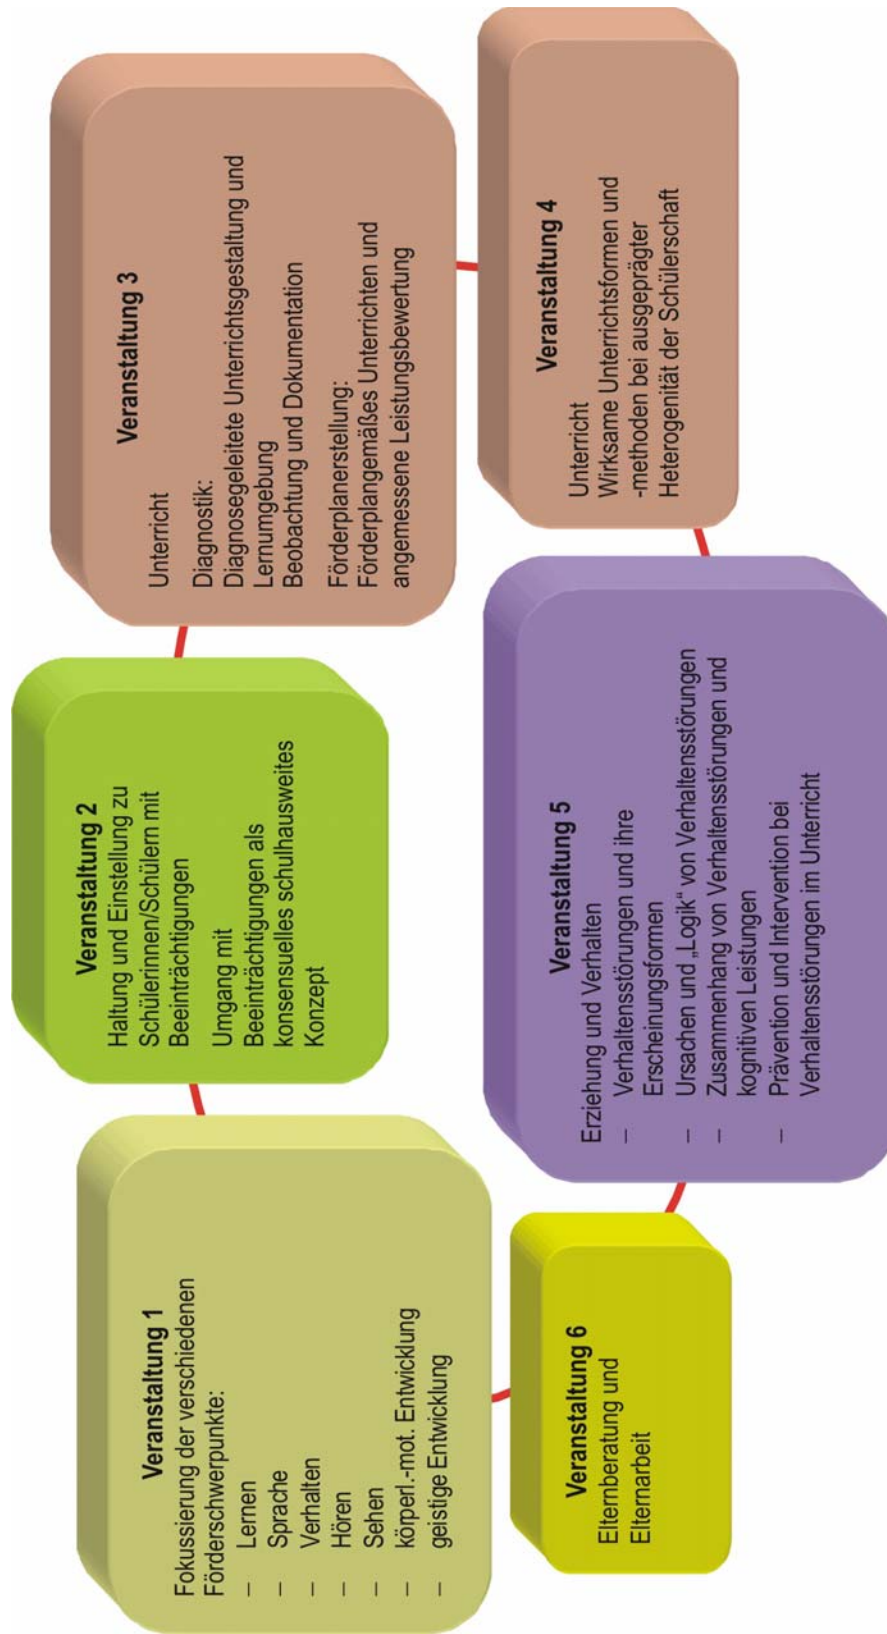 Veranstaltung 1
Fokussierung der verschiedenen
Förderschwerpunkte:
– Lernen
– Sprache
– Verhalten
– Hören
– Sehen
– körperl.-mot. Entwicklung
– geistige Entwicklung
Veranstaltung 2
Haltung und Einstellung zu
Schülerinnen/Schülern mit
Beeinträchtigungen
Umgang mit
Beeinträchtigungen als
konsensuelles schulhausweites
Konzept
Veranstaltung 3
Unterricht
Diagnostik:
Diagnosegeleitete Unterrichtsgestaltung und
Lernumgebung
Beobachtung und Dokumentation
Förderplanerstellung:
Förderplangemäßes Unterrichten und
angemessene Leistungsbewertung
Veranstaltung 4
Unterricht
Wirksame Unterrichtsformen und
-methoden bei ausgeprägter
Heterogenität der Schülerschaft
Veranstaltung 5
Erziehung und Verhalten
– Verhaltensstörungen und ihre
Erscheinungsformen
– Ursachen und „Logik“ von Verhaltensstörungen
– Zusammenhang von Verhaltensstörungen und
kognitiven Leistungen
– Prävention und Intervention bei
Verhaltensstörungen im Unterricht
Veranstaltung 6
Elternberatung und
Elternarbeit